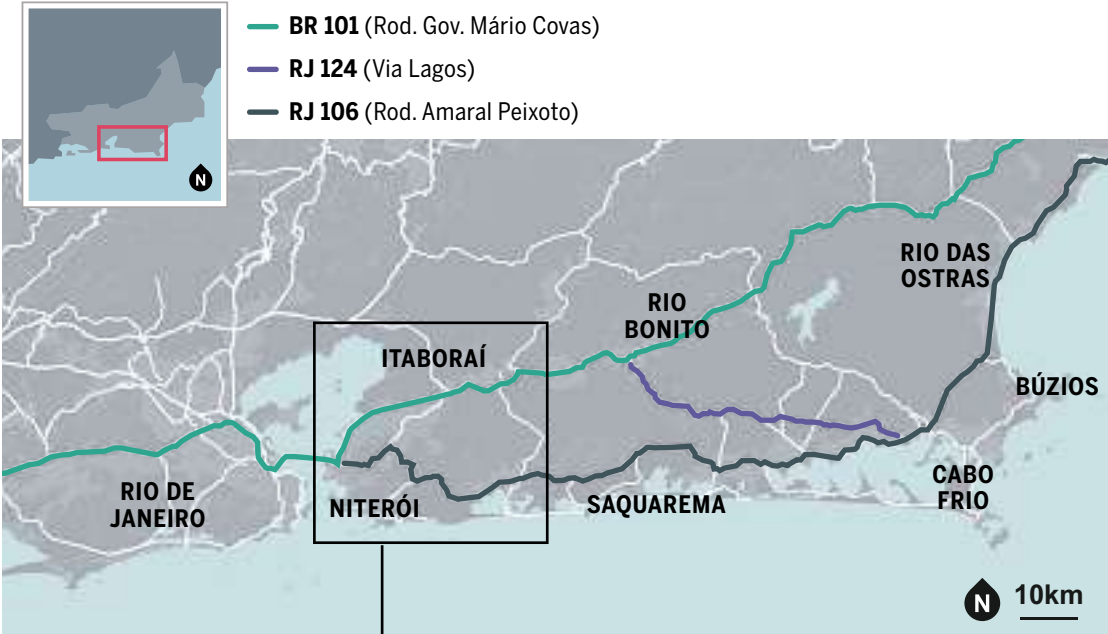 BR 101 (Rod. Gov. Mário Covas)
RJ 124 (Via Lagos)
RJ 106 (Rod. Amaral Peixoto)
N
RIO DAS
OSTRAS
RIO
BONITO
ITABORAÍ
BÚZIOS
RIO DE
JANEIRO
NITERÓI
SAQUAREMA
CABO
FRIO
N
10km